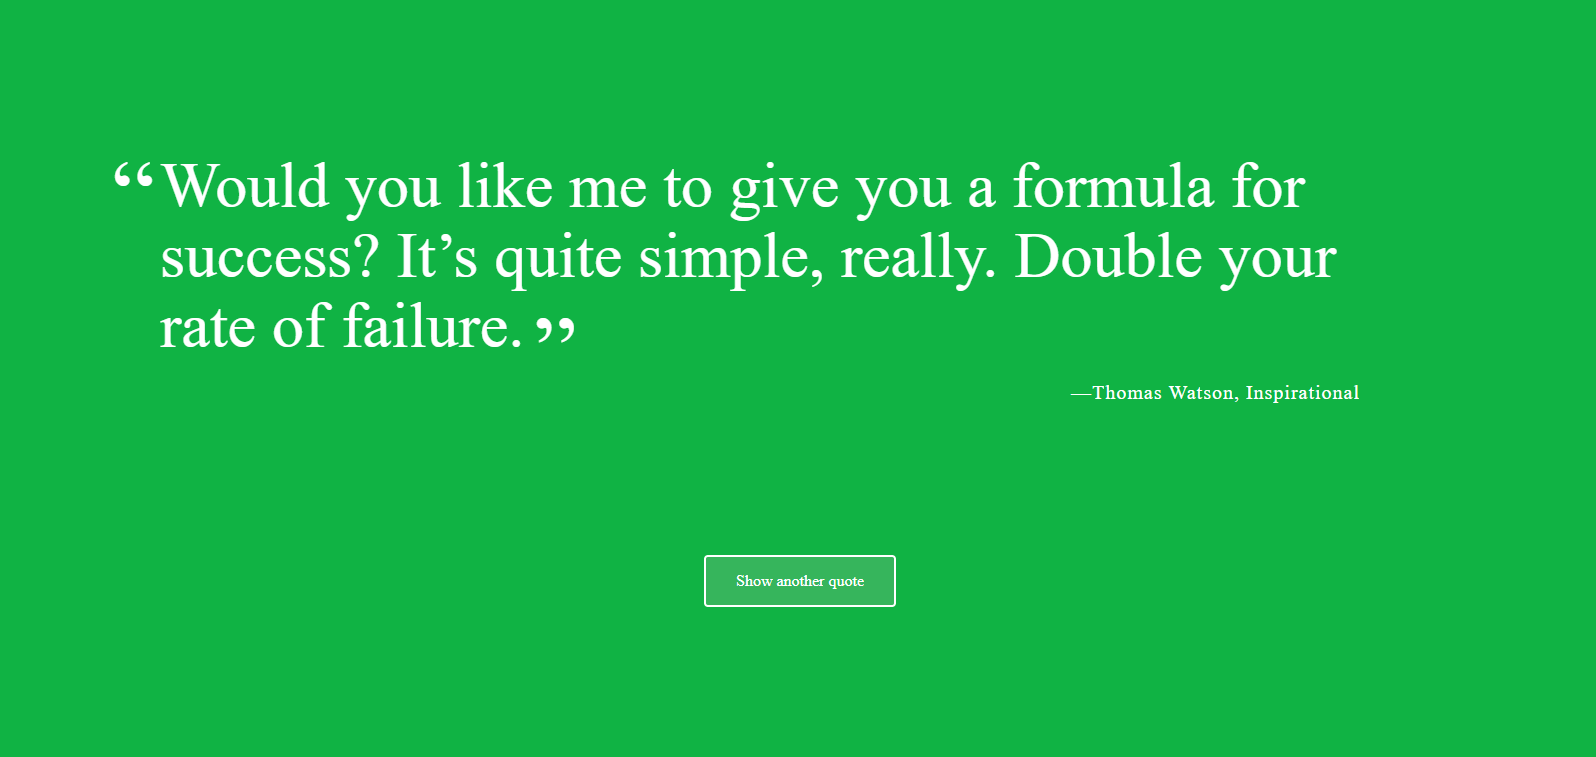 “Would you like me to give you a formula for
success? It’s quite simple, really. Double your
rate of failure.”
—Thomas Watson, Inspirational
Show another quote